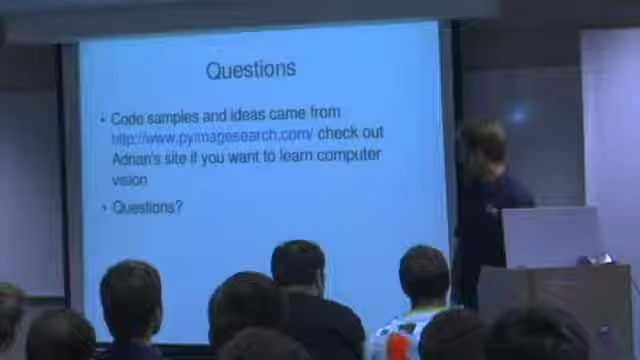 Questions
• Code samples and ideas came from
http://www.pyimagesearch.com/ check out
Adrian's site if you want to learn computer
vision
• Questions?